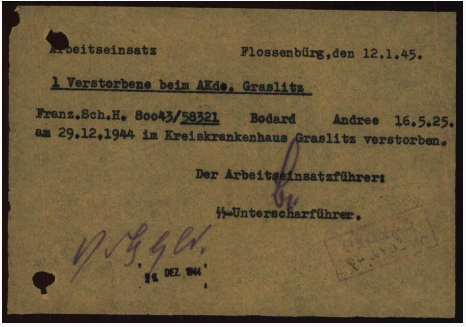 Arbeitseinsatz Flossenbürg,den 12.1.45.
1 Verstorbene beim AKdo. Graslitz
Franz.Sch.H. 80043/58321 Bodard Andree 16.5.25.
am 29.12.1944 im Kreiskrankenhaus Graslitz verstorben.
Der Arbeitseinsatzführer:
ᛋᛋ-Unterscharführer.
DEZ. 1944